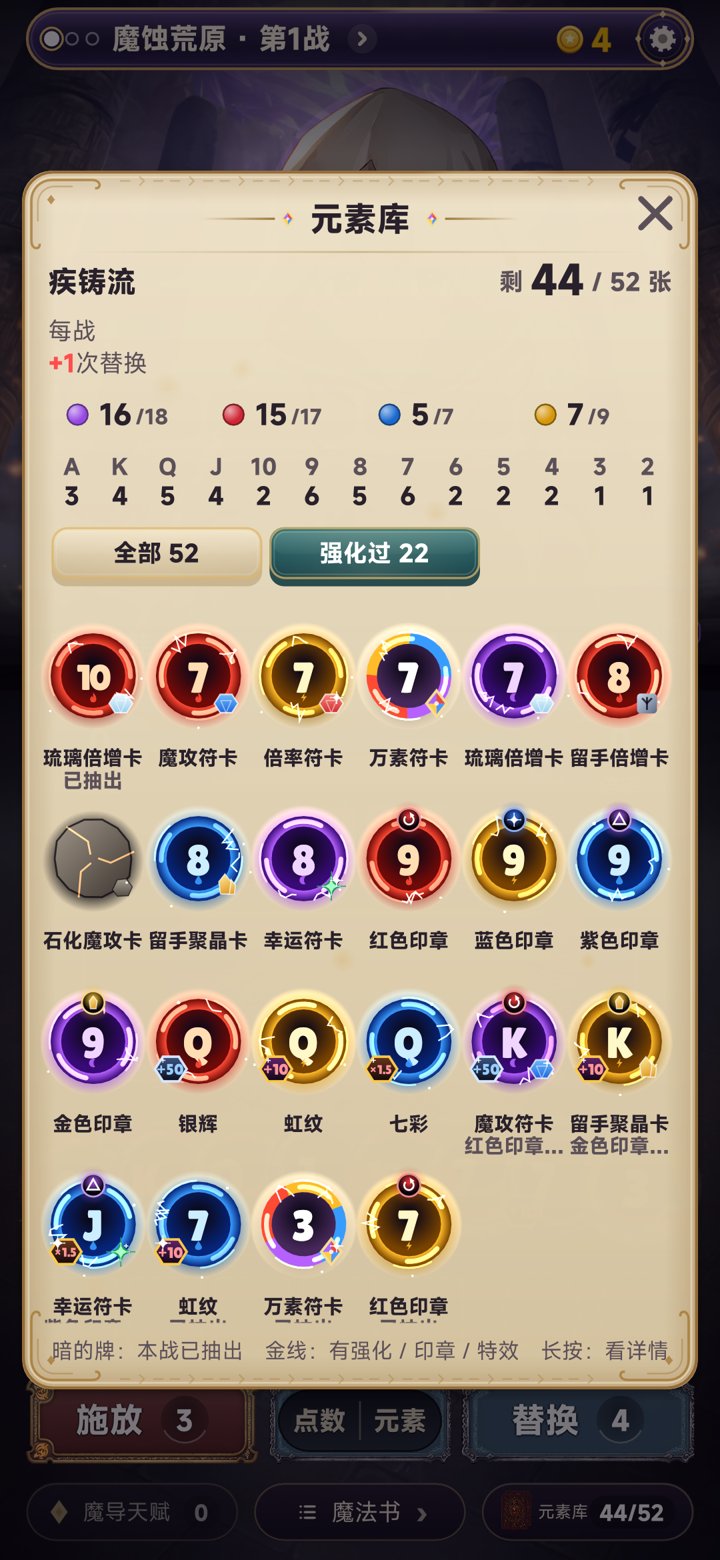 魔蚀荒原 · 第1战 >
4
元素库
疾铸流
剩 44 / 52 张
每战
+1次替换
16/18 15/17 5/7 7/9
A K Q J 10 9 8 7 6 5 4 3 2
3 4 5 4 2 6 5 6 2 2 2 1 1
全部 52 强化过 22
10 7 7 7 7 8
琉璃倍增卡 魔攻符卡 倍率符卡 万素符卡 琉璃倍增卡 留手倍增卡
已抽出
8 8 9 9 9
石化魔攻卡 留手聚晶卡 幸运符卡 红色印章 蓝色印章 紫色印章
9 Q Q Q K K
+50 +10 ×1.5 +50 +10
金色印章 银辉 虹纹 七彩 魔攻符卡 留手聚晶卡
红色印章... 金色印章...
J 7 3 7
×1.5 +10
幸运符卡 虹纹 万素符卡 红色印章
暗的牌：本战已抽出 金线：有强化 / 印章 / 特效 长按：看详情
施放 3 点数 元素 替换 4
魔导天赋 0 魔法书 > 元素库 44/52